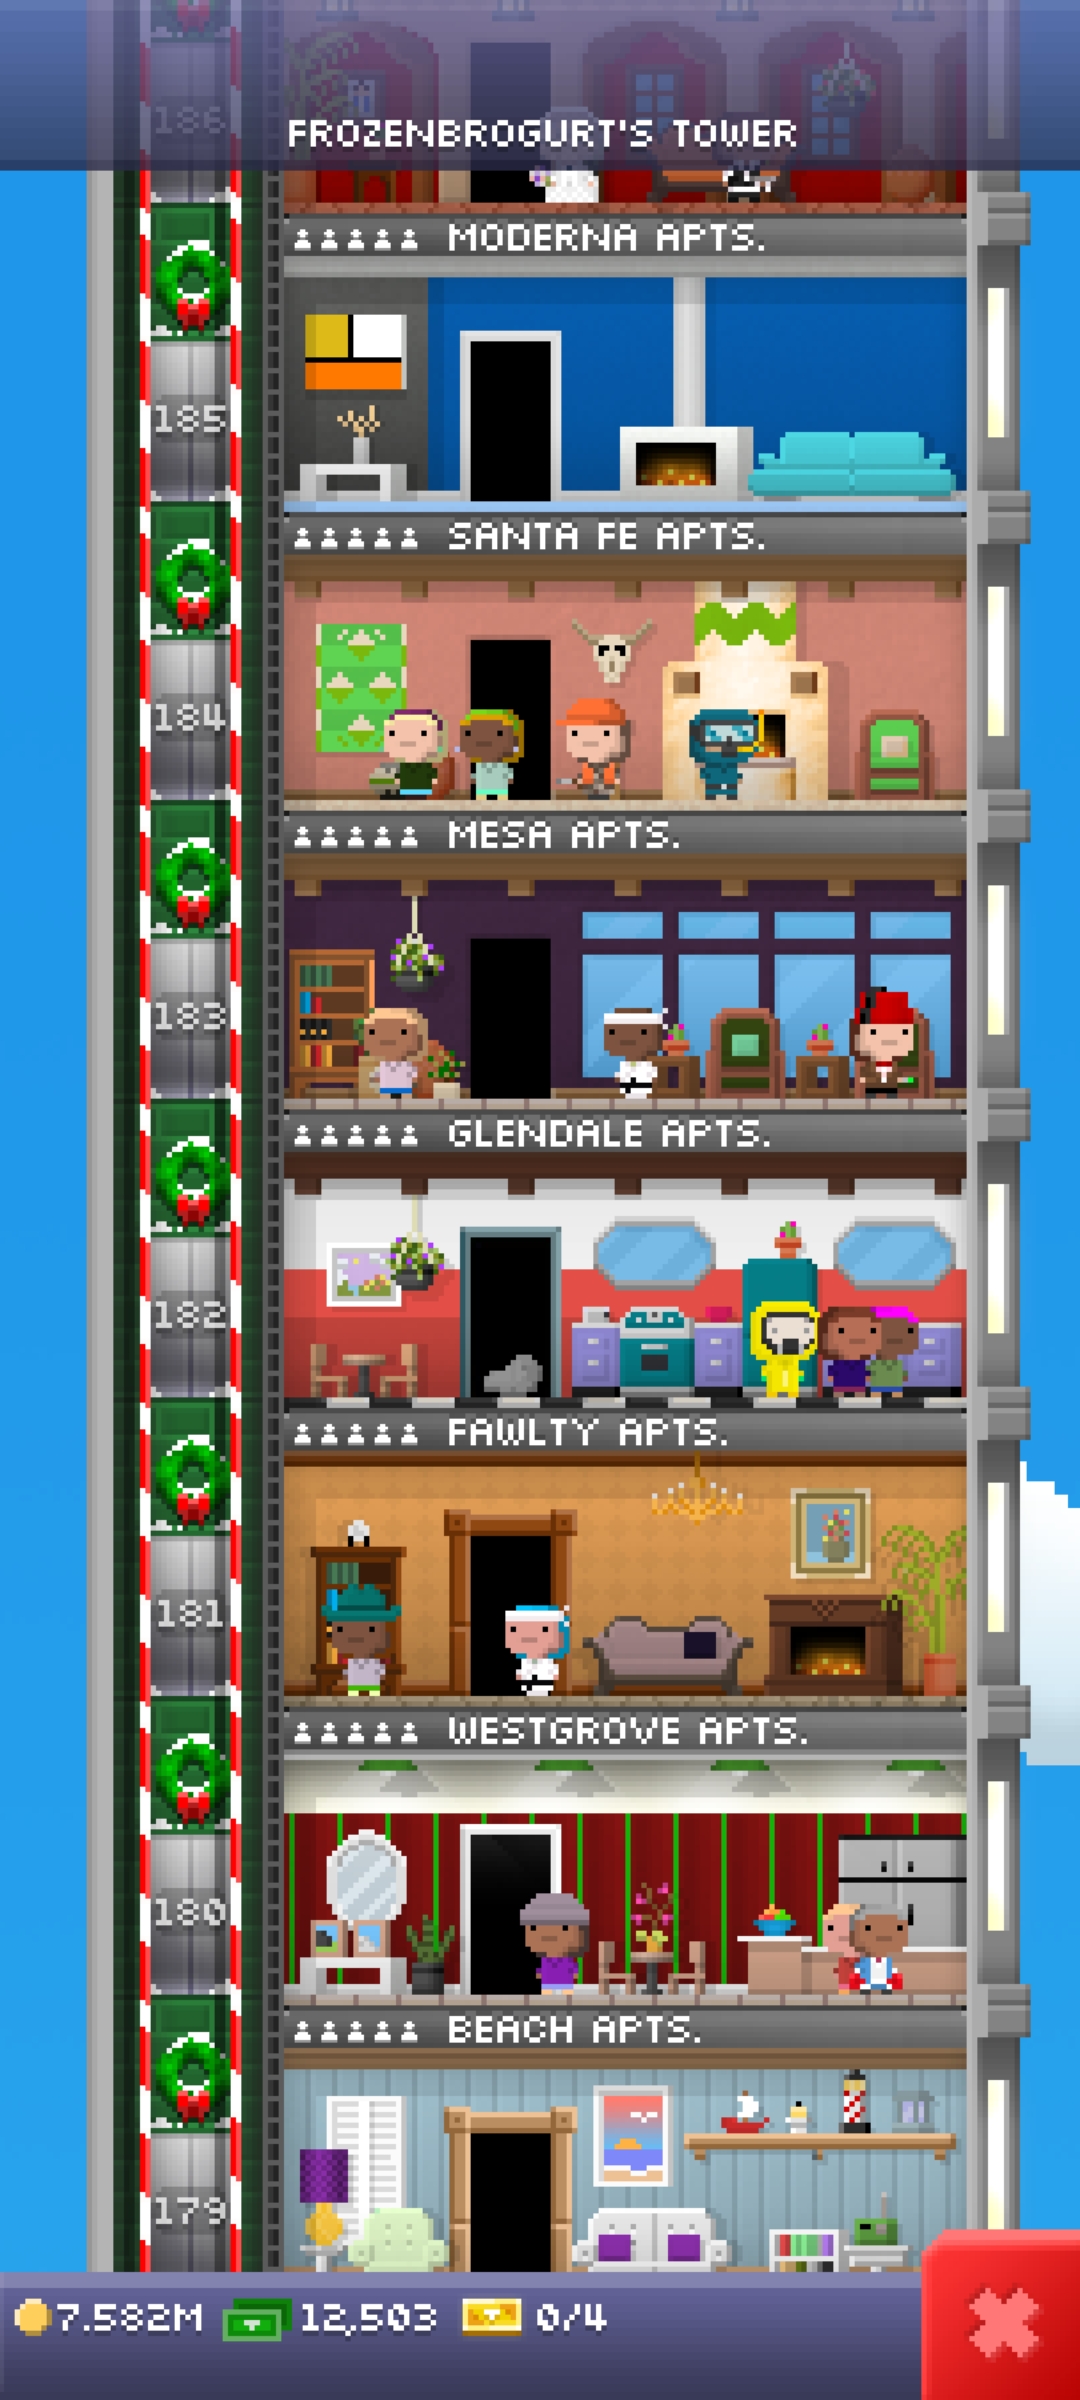 186
FROZENBROGURT'S TOWER
MODERNA APTS.
185
SANTA FE APTS.
184
MESA APTS.
183
GLENDALE APTS.
182
FAWLTY APTS.
181
WESTGROVE APTS.
180
BEACH APTS.
179
7.582M 12,503 0/4